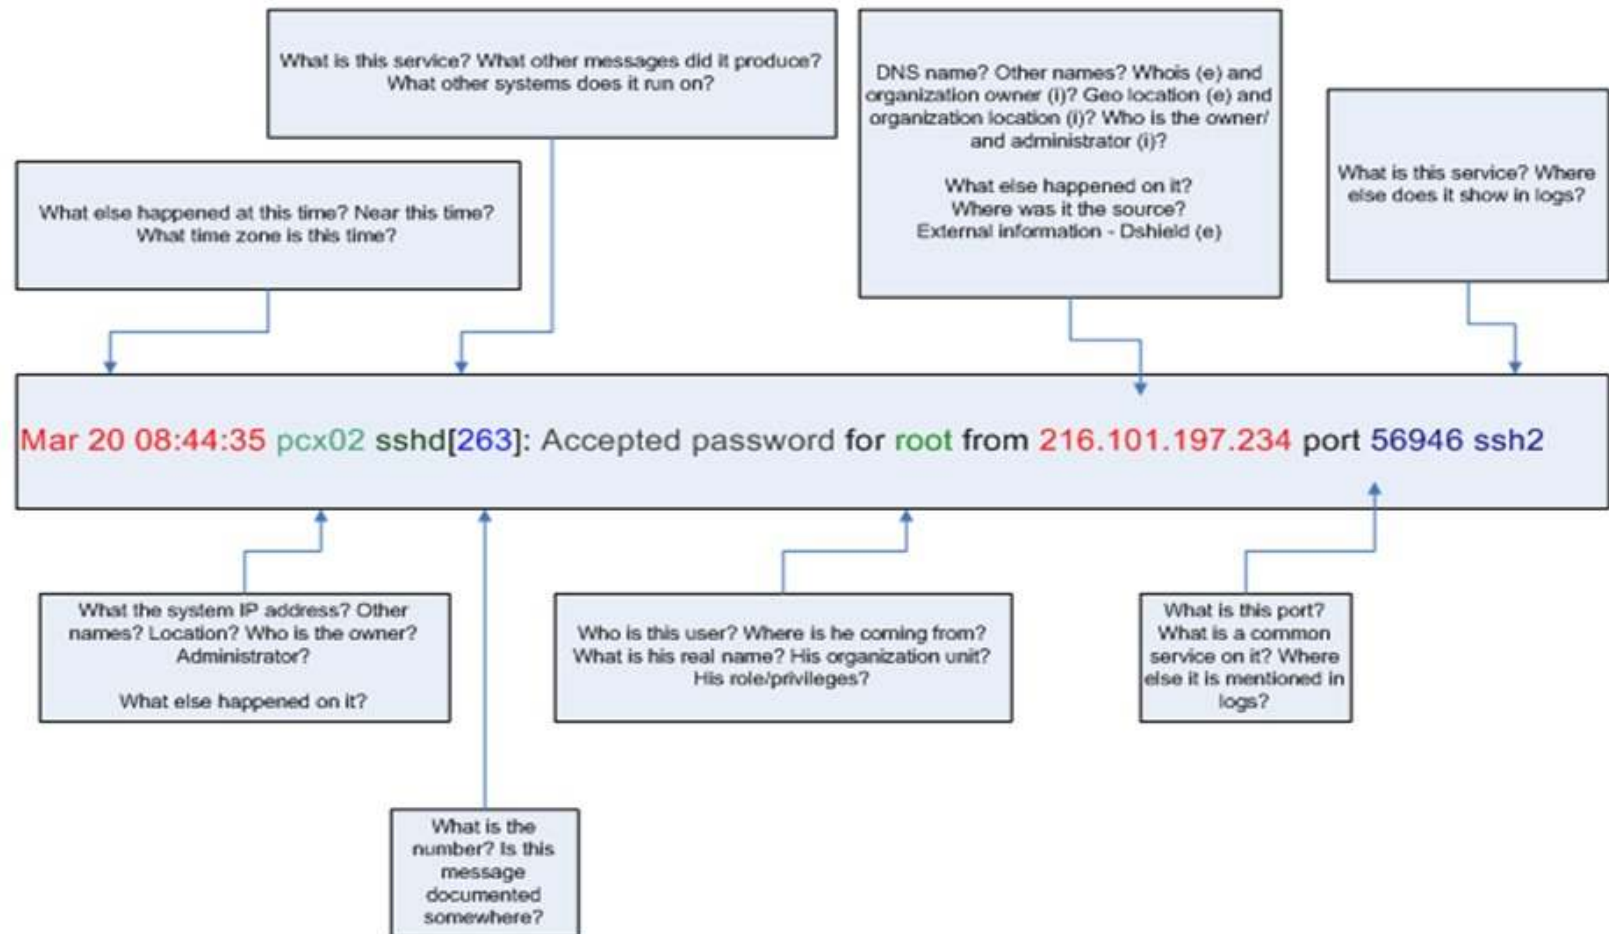 What is this service? What other messages did it produce?
What other systems does it run on?
DNS name? Other names? Whois (e) and
organization owner (i)? Geo location (e) and
organization location (i)? Who is the owner/
and administrator (i)?
What else happened on it?
Where was it the source?
External information - Dshield (e)
What is this service? Where
else does it show in logs?
What else happened at this time? Near this time?
What time zone is this time?
Mar 20 08:44:35 pcx02 sshd[263]: Accepted password for root from 216.101.197.234 port 56946 ssh2
What the system IP address? Other
names? Location? Who is the owner?
Administrator?
What else happened on it?
Who is this user? Where is he coming from?
What is his real name? His organization unit?
His role/privileges?
What is this port?
What is a common
service on it? Where
else it is mentioned in
logs?
What is the
number? Is this
message
documented
somewhere?